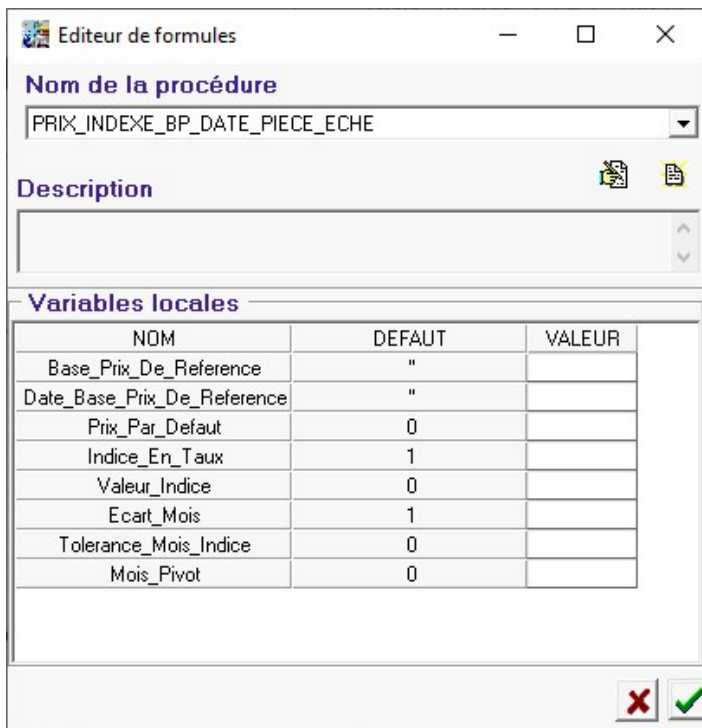 Editeur de formules
Nom de la procédure
PRIX_INDEXE_BP_DATE_PIECE_ECHE
Description
Variables locales
NOM DEFAUT VALEUR
Base_Prix_De_Reference "
Date_Base_Prix_De_Reference "
Prix_Par_Defaut 0
Indice_En_Taux 1
Valeur_Indice 0
Ecart_Mois 1
Tolerance_Mois_Indice 0
Mois_Pivot 0